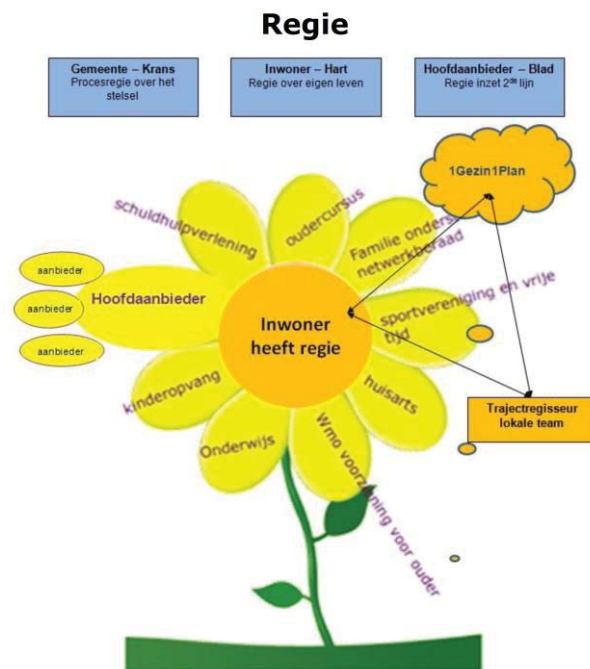 Regie
Gemeente – Krans
Procesregie over het
stelsel
Inwoner – Hart
Regie over eigen leven
Hoofdaanbieder – Blad
Regie inzet 2de lijn
1Gezin1Plan
schuldhulpverlening
oudercursus
Familie onders
netwerkberaad
aanbieder
aanbieder
aanbieder
Hoofdaanbieder
Inwoner
heeft regie
sportvereniging en vrije
tijd
kinderopvang
huisarts
Onderwijs
Wmo voorziening voor ouder
Trajectregisseur
lokale team